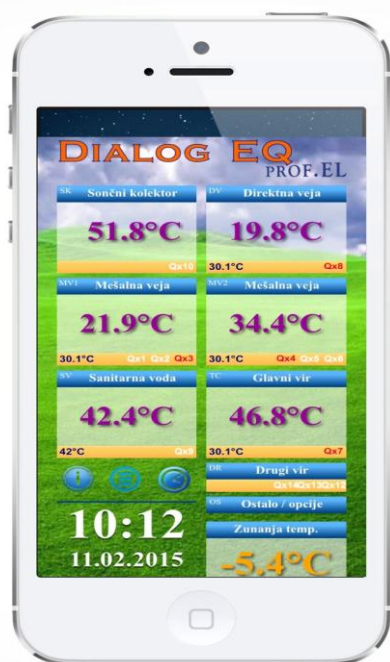 DIALOG EQ
PROF.EL
SK Sončni kolektor
51.8°C
Qx10
DV Direktna veja
19.8°C
30.1°C Qx8
MV1 Mešalna veja
21.9°C
30.1°C Qx1 Qx2 Qx3
MV2 Mešalna veja
34.4°C
30.1°C Qx4 Qx5 Qx6
SV Sanitarna voda
42.4°C
42°C Qx9
TC Glavni vir
46.8°C
30.1°C Qx7
DR Drugi vir
Qx14Qx13Qx12
OS Ostalo / opcije
10:12
11.02.2015
Zunanja temp.
-5.4°C